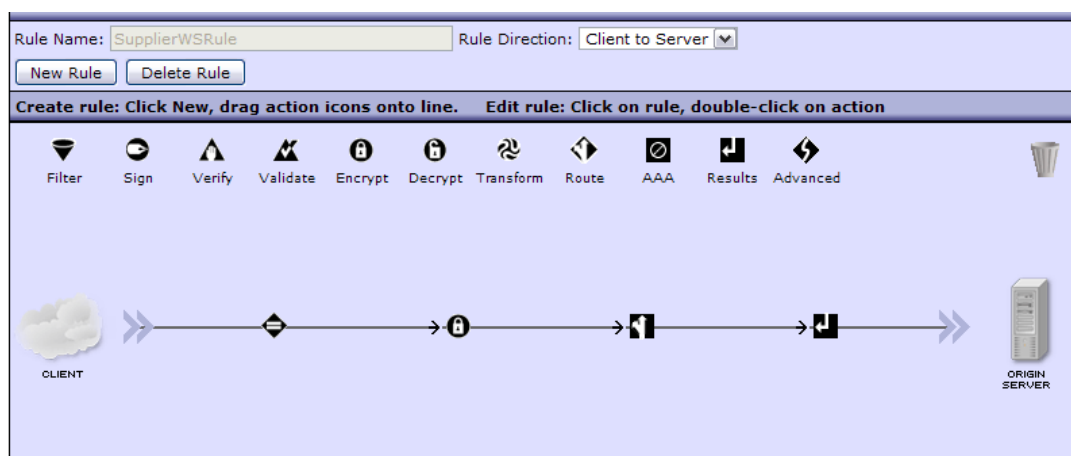 Rule Name: SupplierWSRule Rule Direction: Client to Server
New Rule Delete Rule
Create rule: Click New, drag action icons onto line. Edit rule: Click on rule, double-click on action
Filter Sign Verify Validate Encrypt Decrypt Transform Route AAA Results Advanced
CLIENT
ORIGIN
SERVER